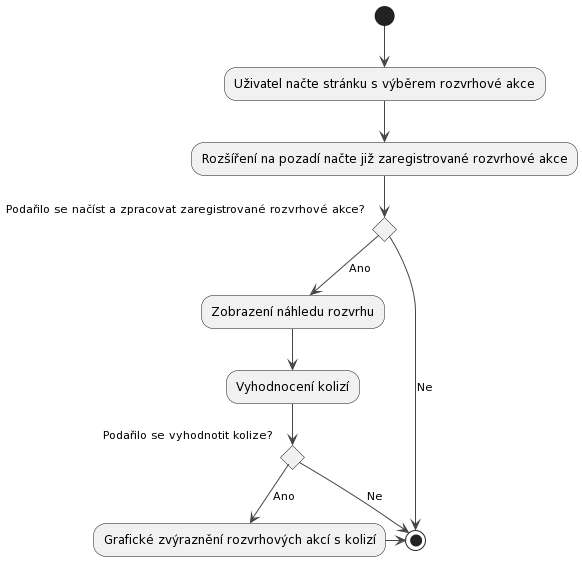 Uživatel načte stránku s výběrem rozvrhové akce
Rozšíření na pozadí načte již zaregistrované rozvrhové akce
Podařilo se načíst a zpracovat zaregistrované rozvrhové akce?
Ano
Zobrazení náhledu rozvrhu
Vyhodnocení kolizí
Ne
Podařilo se vyhodnotit kolize?
Ano
Ne
Grafické zvýraznění rozvrhových akcí s kolizí